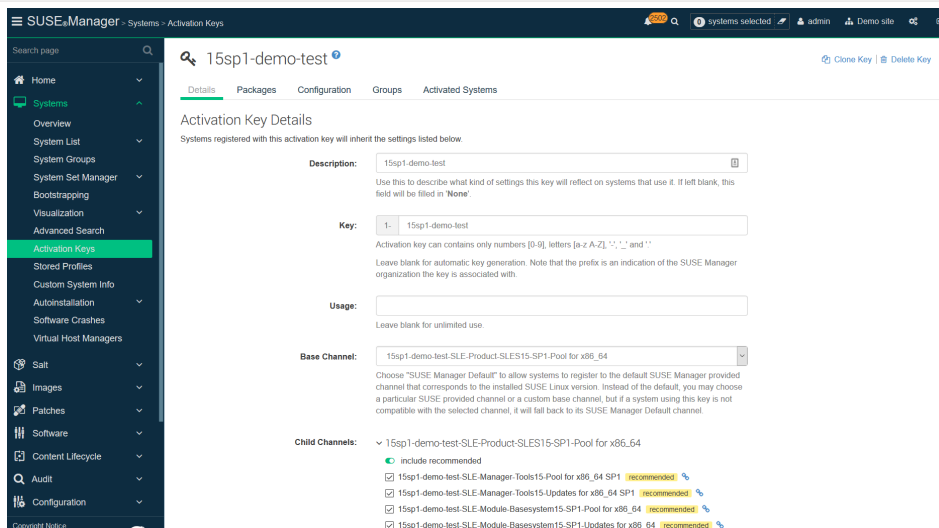 SUSE®Manager > Systems > Activation Keys
2502
0 systems selected
admin
Demo site
Search page
Home
Systems
Overview
System List
System Groups
System Set Manager
Bootstrapping
Visualization
Advanced Search
Activation Keys
Stored Profiles
Custom System Info
Autoinstallation
Software Crashes
Virtual Host Managers
Salt
Images
Patches
Software
Content Lifecycle
Audit
Configuration
Copyright Notice
15sp1-demo-test ?
Clone Key | Delete Key
Details Packages Configuration Groups Activated Systems
Activation Key Details
Systems registered with this activation key will inherit the settings listed below.
Description: 15sp1-demo-test
Use this to describe what kind of settings this key will reflect on systems that use it. If left blank, this
field will be filled in 'None'.
Key: 1- 15sp1-demo-test
Activation key can contains only numbers [0-9], letters [a-z A-Z], '-', '_' and '.'
Leave blank for automatic key generation. Note that the prefix is an indication of the SUSE Manager
organization the key is associated with.
Usage:
Leave blank for unlimited use.
Base Channel: 15sp1-demo-test-SLE-Product-SLES15-SP1-Pool for x86_64
Choose "SUSE Manager Default" to allow systems to register to the default SUSE Manager provided
channel that corresponds to the installed SUSE Linux version. Instead of the default, you may choose
a particular SUSE provided channel or a custom base channel, but if a system using this key is not
compatible with the selected channel, it will fall back to its SUSE Manager Default channel.
Child Channels: 15sp1-demo-test-SLE-Product-SLES15-SP1-Pool for x86_64
include recommended
15sp1-demo-test-SLE-Manager-Tools15-Pool for x86_64 SP1 recommended
15sp1-demo-test-SLE-Manager-Tools15-Updates for x86_64 SP1 recommended
15sp1-demo-test-SLE-Module-Basesystem15-SP1-Pool for x86_64 recommended
15sp1-demo-test-SLE-Module-Basesystem15-SP1-Updates for x86_64 recommended